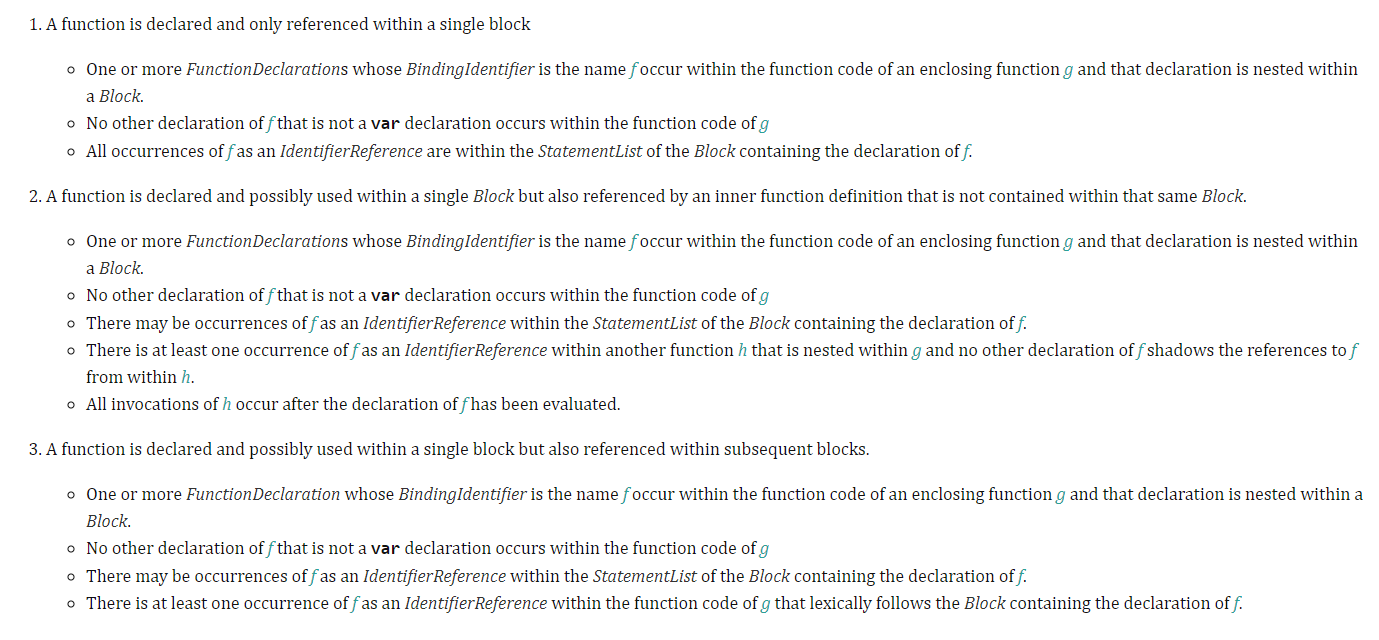 1. A function is declared and only referenced within a single block
One or more FunctionDeclarations whose BindingIdentifier is the name f occur within the function code of an enclosing function g and that declaration is nested within
a Block.
No other declaration of f that is not a var declaration occurs within the function code of g
All occurrences of f as an IdentifierReference are within the StatementList of the Block containing the declaration of f.
2. A function is declared and possibly used within a single Block but also referenced by an inner function definition that is not contained within that same Block.
One or more FunctionDeclarations whose BindingIdentifier is the name f occur within the function code of an enclosing function g and that declaration is nested within
a Block.
No other declaration of f that is not a var declaration occurs within the function code of g
There may be occurrences of f as an IdentifierReference within the StatementList of the Block containing the declaration of f.
There is at least one occurrence of f as an IdentifierReference within another function h that is nested within g and no other declaration of f shadows the references to f
from within h.
All invocations of h occur after the declaration of f has been evaluated.
3. A function is declared and possibly used within a single block but also referenced within subsequent blocks.
One or more FunctionDeclaration whose BindingIdentifier is the name f occur within the function code of an enclosing function g and that declaration is nested within a
Block.
No other declaration of f that is not a var declaration occurs within the function code of g
There may be occurrences of f as an IdentifierReference within the StatementList of the Block containing the declaration of f.
There is at least one occurrence of f as an IdentifierReference within the function code of g that lexically follows the Block containing the declaration of f.